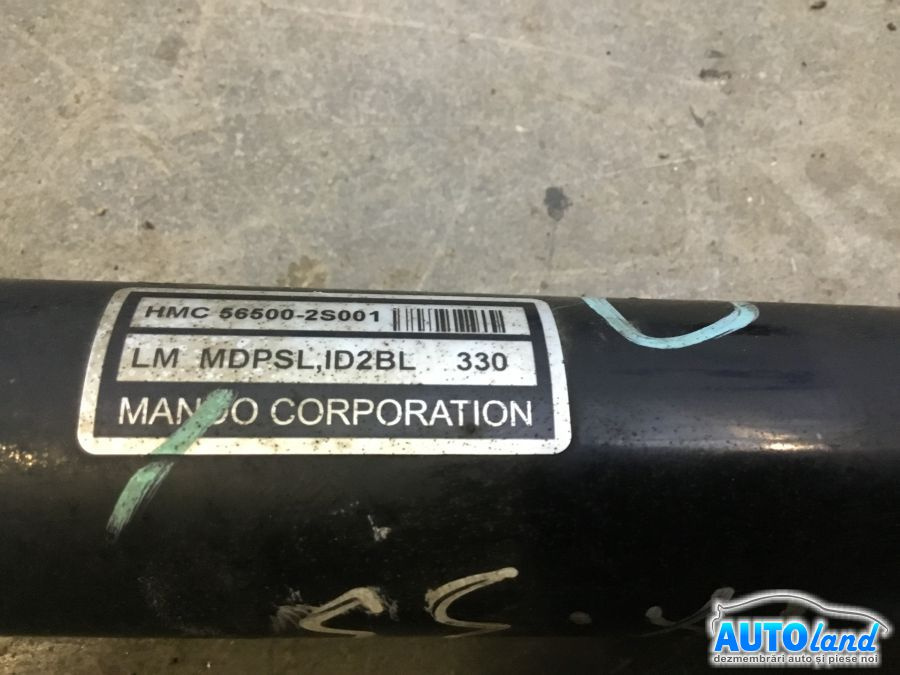 HMC 56500-2S001
LM MDPSL,ID2BL 330
MANDO CORPORATION
AUTOland
dezmembrări auto și piese noi